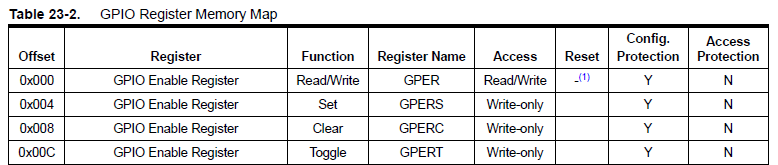 Table 23-2. GPIO Register Memory Map
Offset Register Function Register Name Access Reset Config. Protection Access Protection
0x000 GPIO Enable Register Read/Write GPER Read/Write -(1) Y N
0x004 GPIO Enable Register Set GPERS Write-only Y N
0x008 GPIO Enable Register Clear GPERC Write-only Y N
0x00C GPIO Enable Register Toggle GPERT Write-only Y N